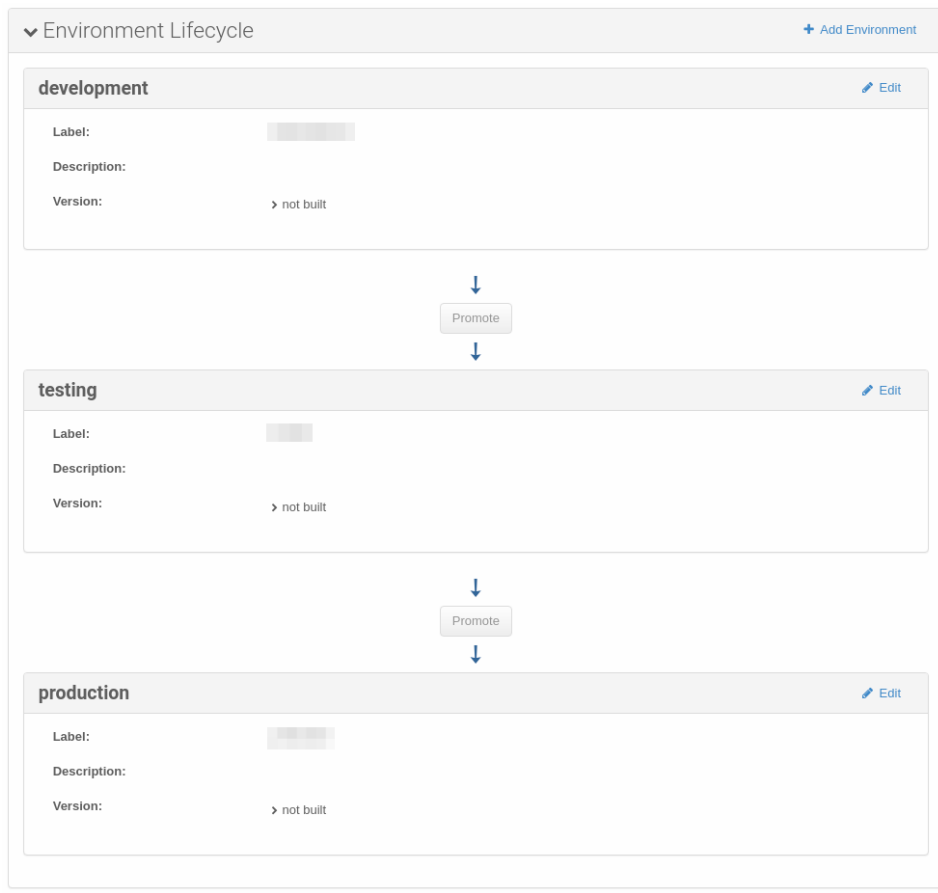 Environment Lifecycle
Add Environment
development
Edit
Label:
Description:
Version:
not built
Promote
testing
Edit
Label:
Description:
Version:
not built
Promote
production
Edit
Label:
Description:
Version:
not built